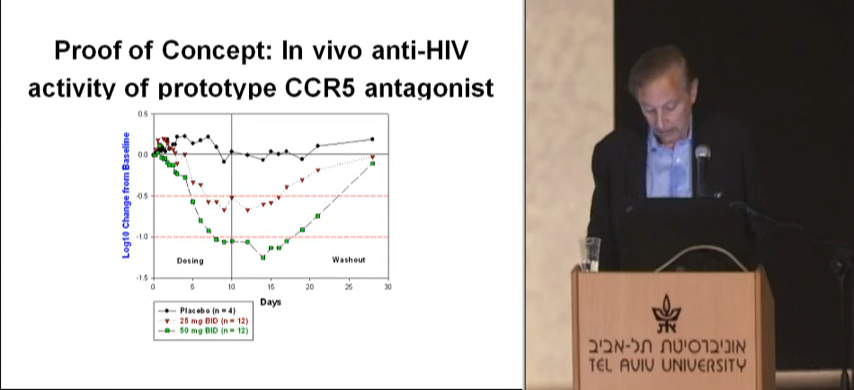 Proof of Concept: In vivo anti-HIV
activity of prototype CCR5 antagonist
Log10 Change from Baseline
0.5
0.0
-0.5
-1.0
-1.5
Dosing
Washout
0
5
10
15
20
25
30
Days
Placebo (n = 4)
25 mg BID (n = 12)
50 mg BID (n = 12)
אוניברסיטת תל-אביב
TEL AVIV UNIVERSITY